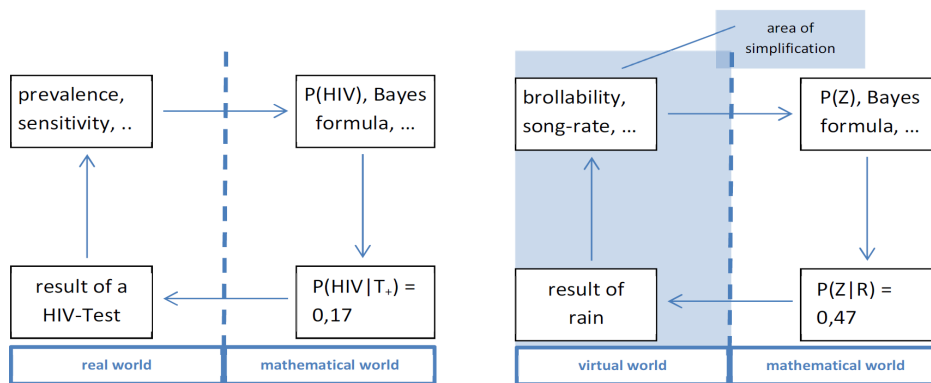 prevalence,
sensitivity, ..
P(HIV), Bayes
formula, ...
result of a
HIV-Test
P(HIV|T₊) =
0,17
real world
mathematical world
area of
simplification
brollability,
song-rate, ...
P(Z), Bayes
formula, ...
result of
rain
P(Z|R) =
0,47
virtual world
mathematical world